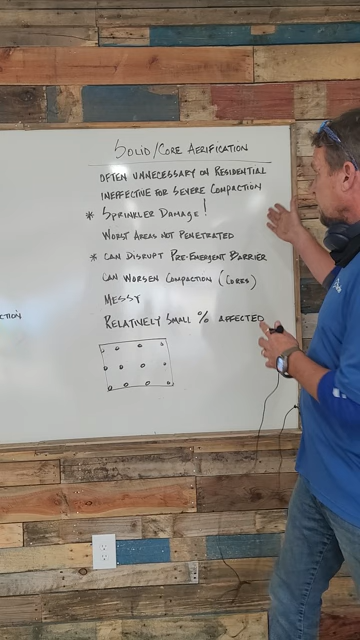 SOLID/CORE AERIFICATION
OFTEN UNNECESSARY ON RESIDENTIAL
INEFFECTIVE FOR SEVERE COMPACTION
* SPRINKLER DAMAGE!
WORST AREAS NOT PENETRATED
* CAN DISRUPT PRE-EMERGENT BARRIER
CAN WORSEN COMPACTION (CORES)
MESSY
RELATIVELY SMALL % AFFECTED
CTION